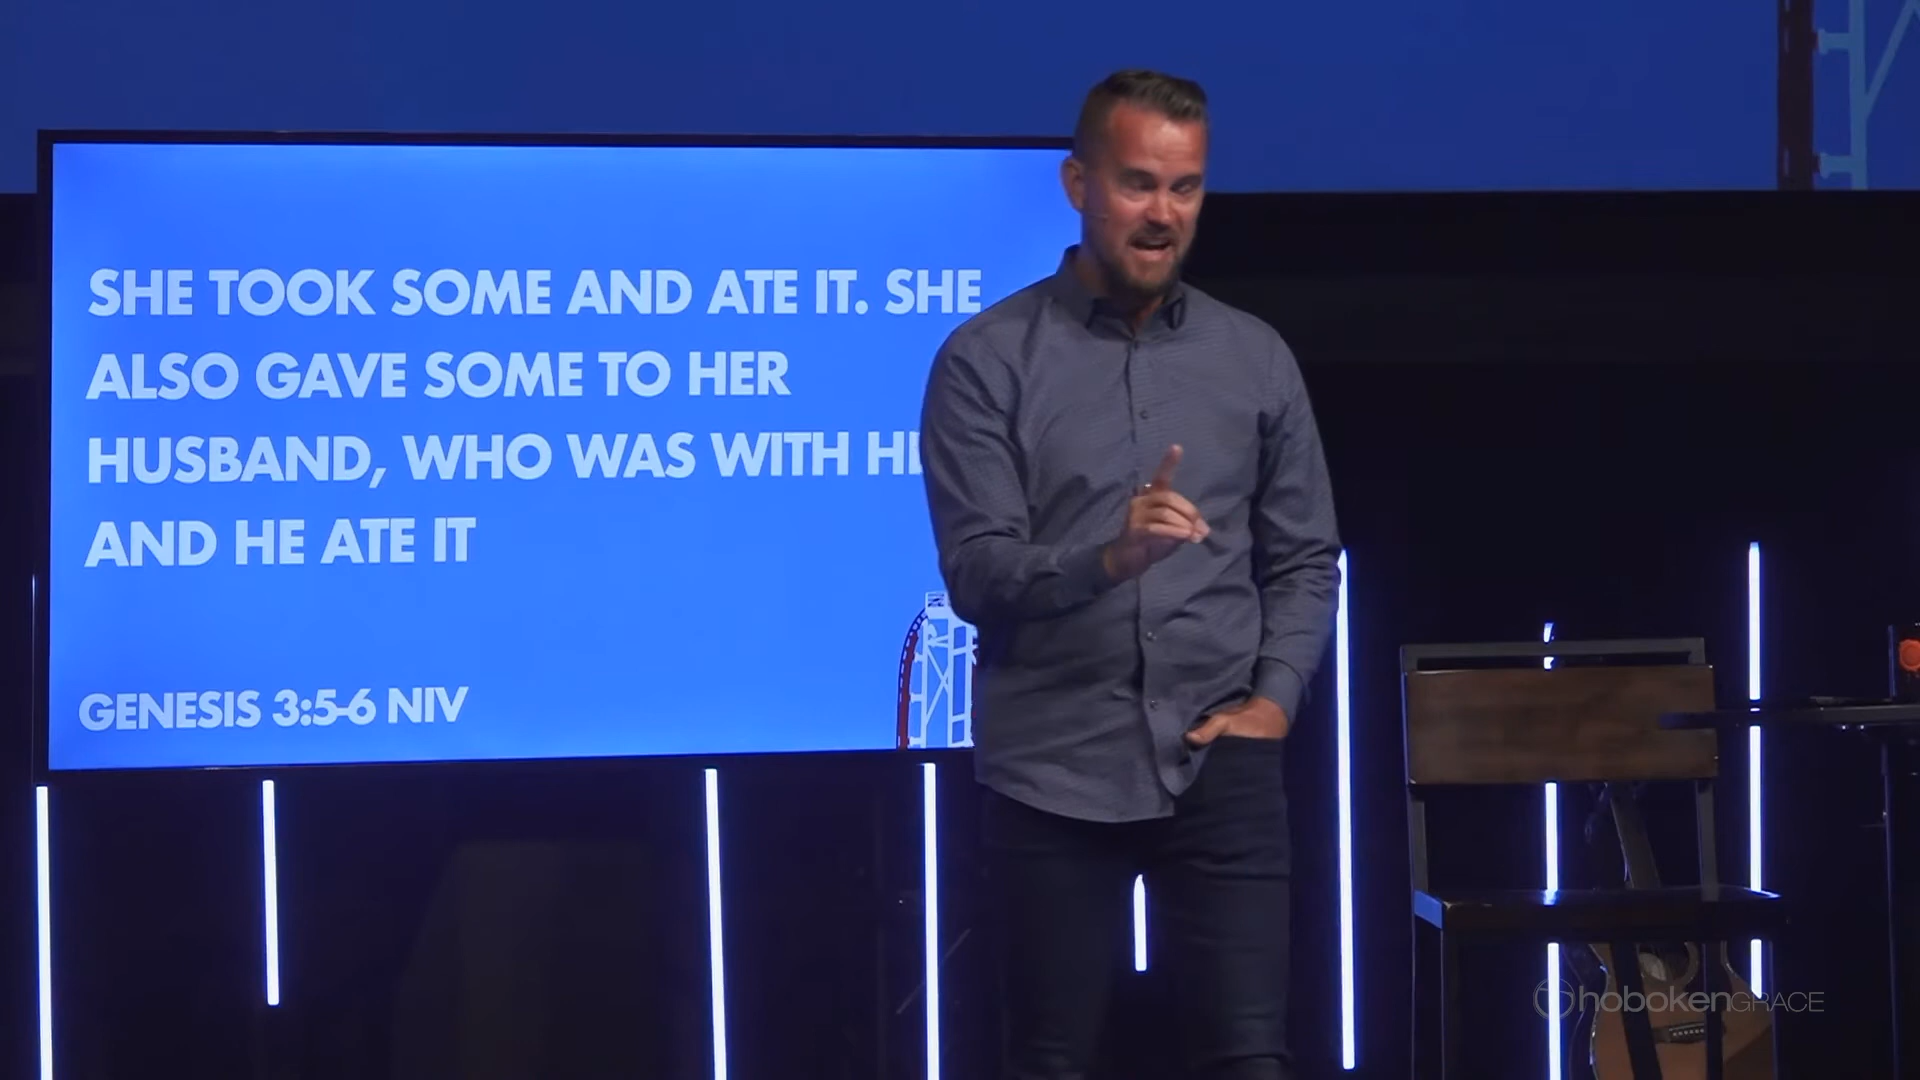 SHE TOOK SOME AND ATE IT. SHE
ALSO GAVE SOME TO HER
HUSBAND, WHO WAS WITH
AND HE ATE IT
GENESIS 3:5-6 NIV
hobokenGRACE